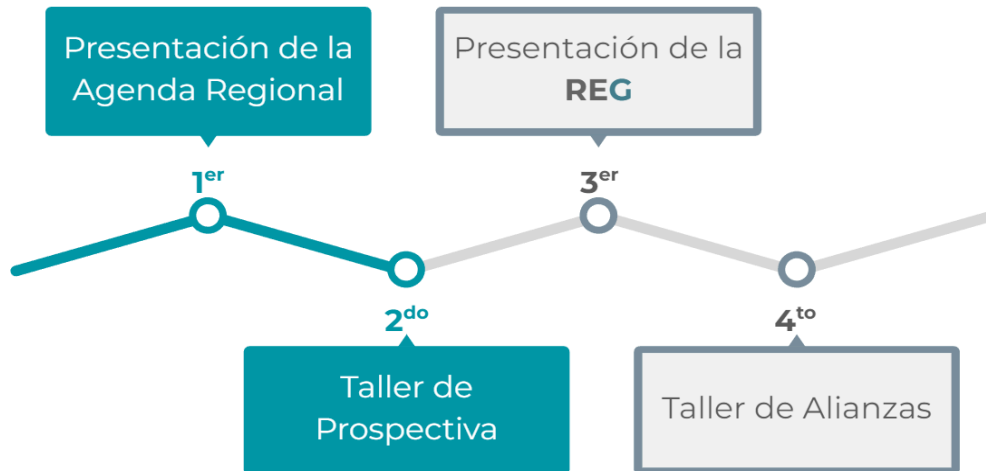 Presentación de la
Agenda Regional
Presentación de la
REG
1er
3er
2do
4to
Taller de
Prospectiva
Taller de Alianzas